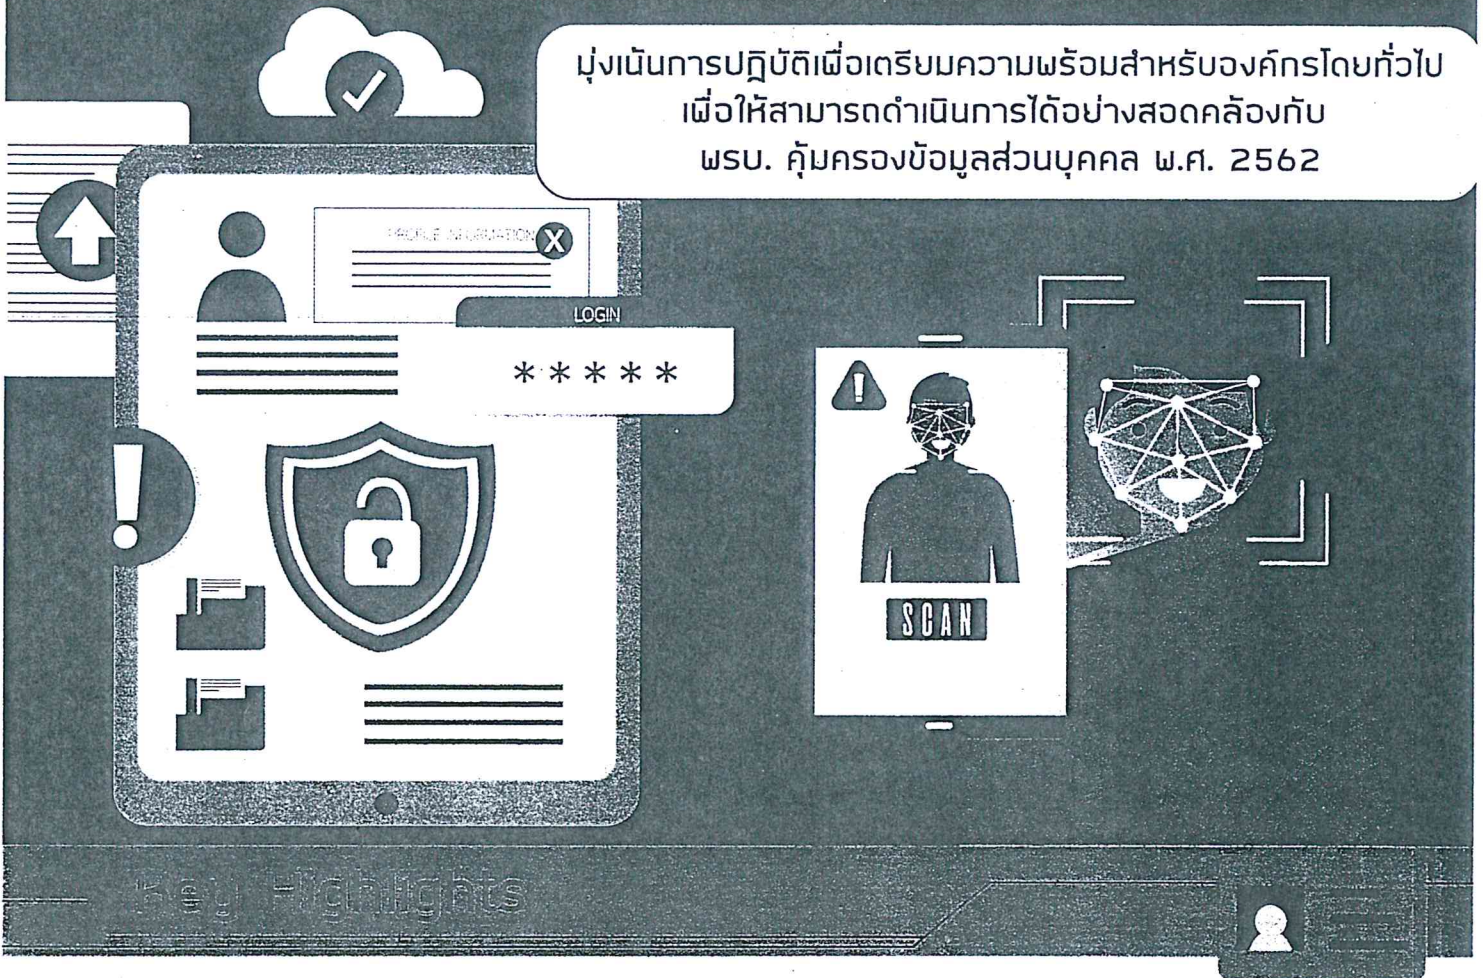 มุ่งเน้นการปฏิบัติเพื่อเตรียมความพร้อมสำหรับองค์กรโดยทั่วไป
เพื่อให้สามารถดำเนินการได้อย่างสอดคล้องกับ
พรบ. คุ้มครองข้อมูลส่วนบุคคล พ.ศ. 2562
PROFILE INFORMATION
X
LOGIN
*****
!
!
SCAN
Key Highlights